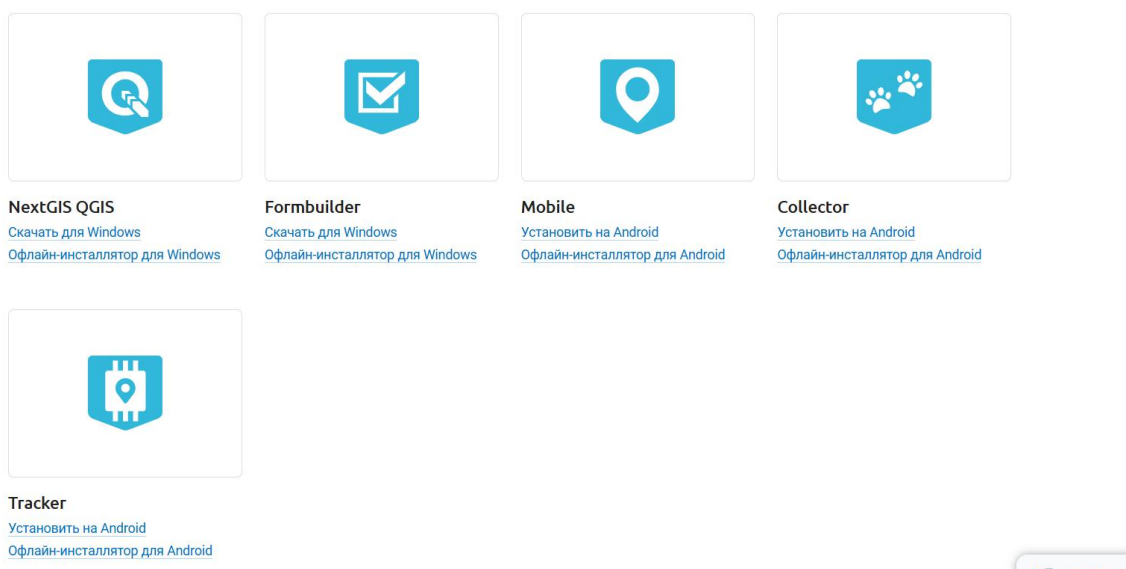 NextGIS QGIS
Скачать для Windows
Офлайн-инсталлятор для Windows
Formbuilder
Скачать для Windows
Офлайн-инсталлятор для Windows
Mobile
Установить на Android
Офлайн-инсталлятор для Android
Collector
Установить на Android
Офлайн-инсталлятор для Android
Tracker
Установить на Android
Офлайн-инсталлятор для Android